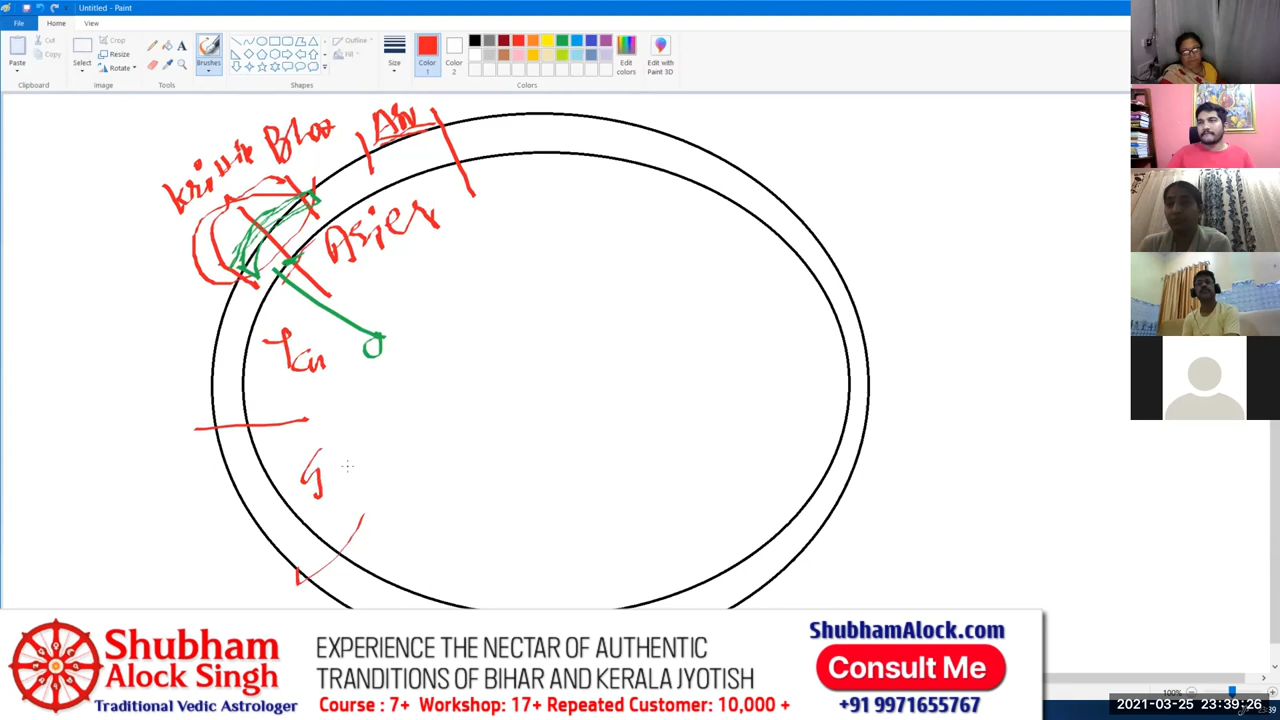 Untitled - Paint
File
Home
View
Paste
Cut
Copy
Clipboard
Select
Crop
Resize
Rotate
Image
Tools
Brushes
Shapes
Outline
Fill
Size
Color 1
Color 2
Edit colors
Edit with Paint 3D
Colors
Asies
G
100%
2021-03-25 23:39:26
Shubham
Alock Singh
Traditional Vedic Astrologer
EXPERIENCE THE NECTAR OF AUTHENTIC
TRANDITIONS OF BIHAR AND KERALA JYOTISH
Course : 7+ Workshop: 17+ Repeated Customer: 10,000 +
ShubhamAlock.com
Consult Me
+91 9971655767